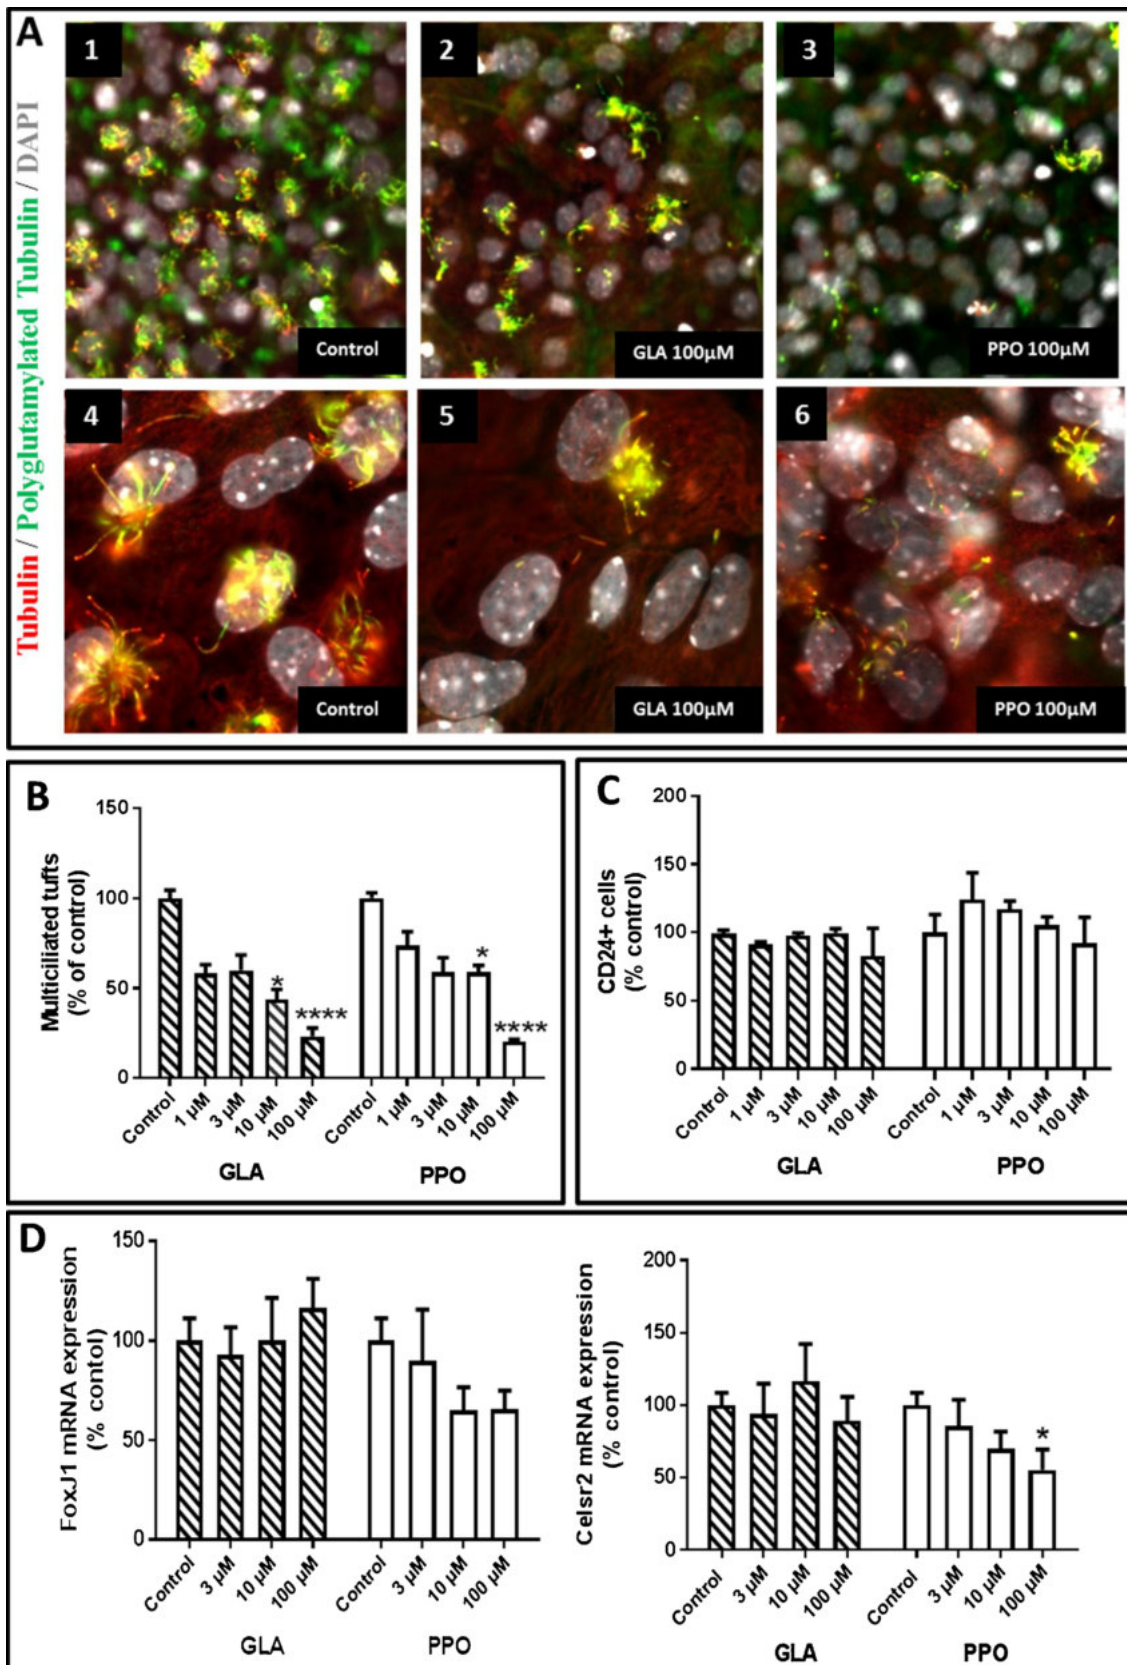 A
Tubulin / Polyglutamylated Tubulin / DAPI
1
Control
2
GLA 100µM
3
PPO 100µM
4
Control
5
GLA 100µM
6
PPO 100µM
B
Multiciliated tufts
(% of control)
150
100
50
0
*
****
*
****
Control
1 µM
3 µM
10 µM
100 µM
Control
1 µM
3 µM
10 µM
100 µM
GLA
PPO
C
CD24+ cells
(% control)
200
150
100
50
0
Control
1 µM
3 µM
10 µM
100 µM
Control
1 µM
3 µM
10 µM
100 µM
GLA
PPO
D
FoxJ1 mRNA expression
(% contol)
150
100
50
0
Control
3 µM
10 µM
100 µM
Control
3 µM
10 µM
100 µM
GLA
PPO
Celsr2 mRNA expression
(% control)
200
150
100
50
0
*
Control
3 µM
10 µM
100 µM
Control
3 µM
10 µM
100 µM
GLA
PPO